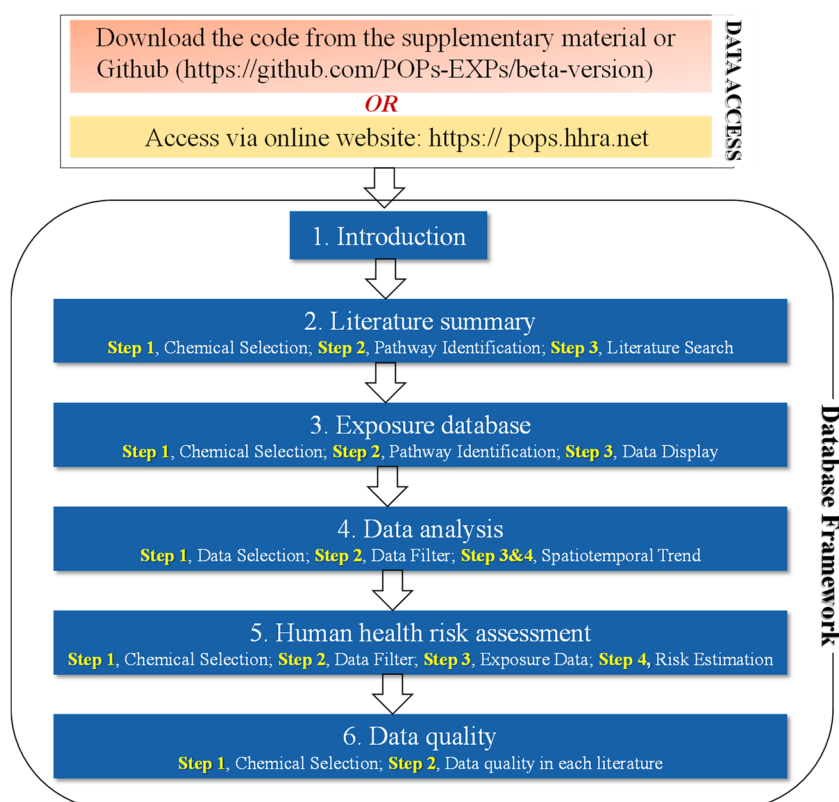 Download the code from the supplementary material or
Github (https://github.com/POPs-EXPs/beta-version)
OR
Access via online website: https:// pops.hhra.net
DATA ACCESS
1. Introduction
2. Literature summary
Step 1, Chemical Selection; Step 2, Pathway Identification; Step 3, Literature Search
3. Exposure database
Step 1, Chemical Selection; Step 2, Pathway Identification; Step 3, Data Display
4. Data analysis
Step 1, Data Selection; Step 2, Data Filter; Step 3&4, Spatiotemporal Trend
5. Human health risk assessment
Step 1, Chemical Selection; Step 2, Data Filter; Step 3, Exposure Data; Step 4, Risk Estimation
6. Data quality
Step 1, Chemical Selection; Step 2, Data quality in each literature
Database Framework